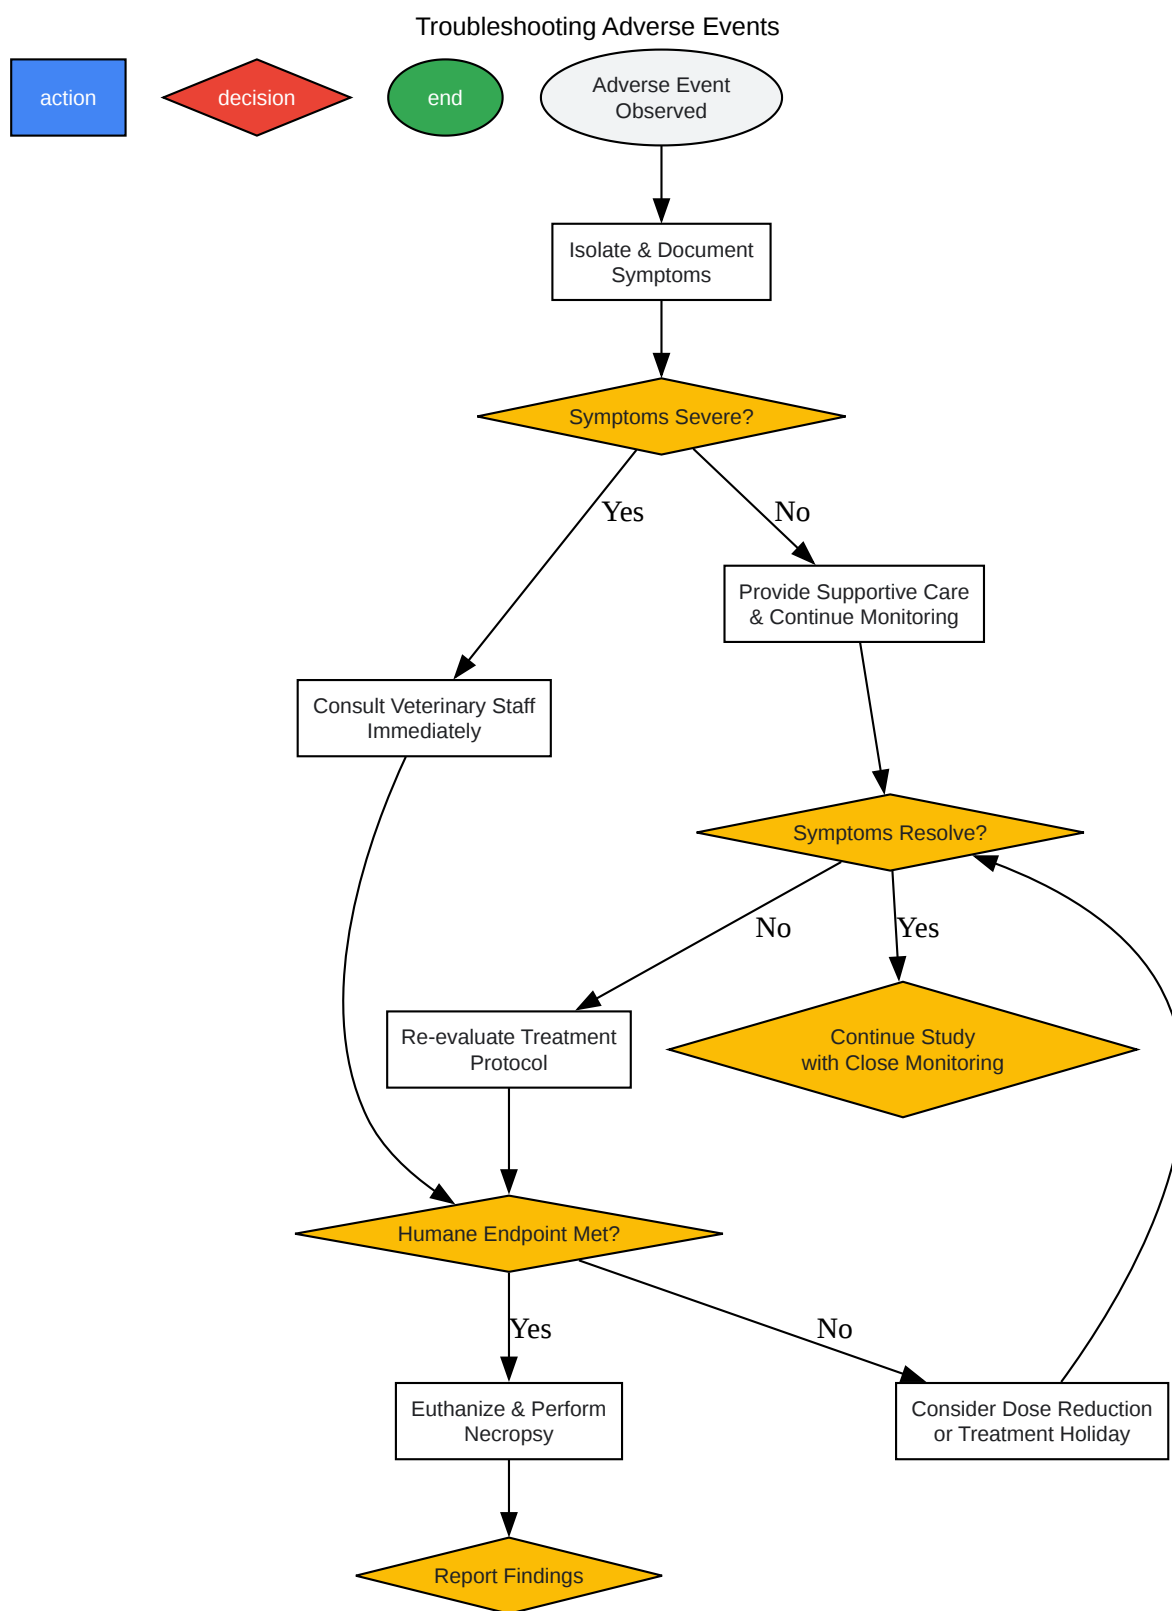 Troubleshooting Adverse Events
action
decision
end
Adverse Event
Observed
Isolate & Document
Symptoms
Symptoms Severe?
Yes
No
Provide Supportive Care
& Continue Monitoring
Consult Veterinary Staff
Immediately
Symptoms Resolve?
No
Yes
Re-evaluate Treatment
Protocol
Continue Study
with Close Monitoring
Humane Endpoint Met?
Yes
No
Euthanize & Perform
Necropsy
Consider Dose Reduction
or Treatment Holiday
Report Findings